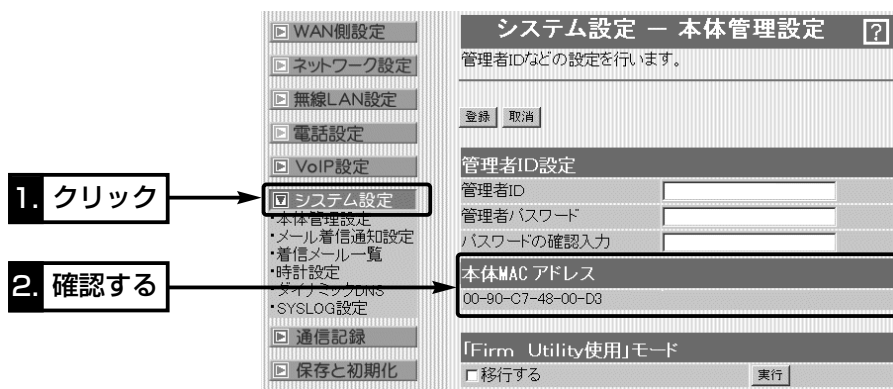 WAN側設定
ネットワーク設定
無線LAN設定
電話設定
VoIP設定
1. クリック
システム設定
・本体管理設定
・メール着信通知設定
・着信メール一覧
・時計設定
・ダイナミックDNS
・SYSLOG設定
2. 確認する
通信記録
保存と初期化
システム設定 － 本体管理設定
?
管理者IDなどの設定を行います。
登録 取消
管理者ID設定
管理者ID
管理者パスワード
パスワードの確認入力
本体MACアドレス
00-90-C7-48-00-D3
「Firm Utility使用」モード
移行する 実行